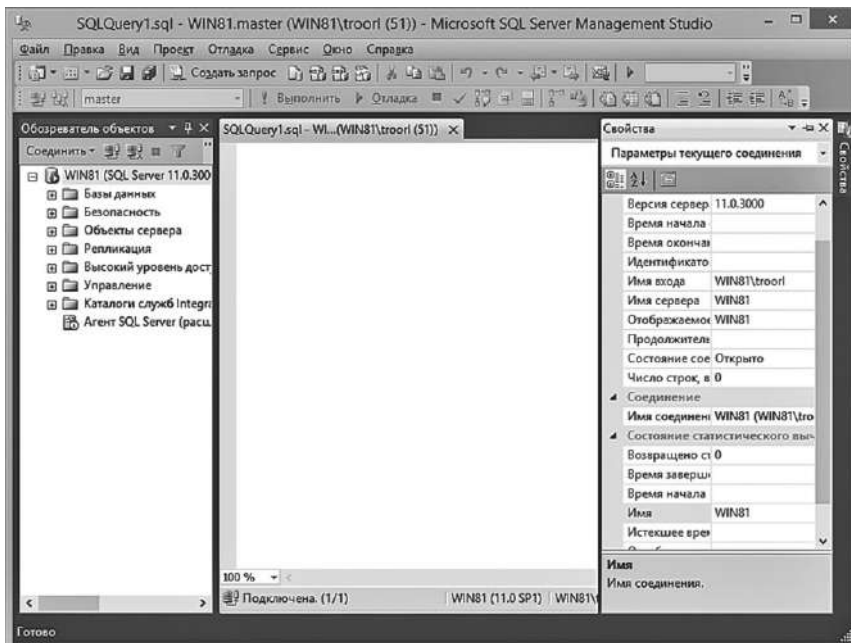 SQLQuery1.sql - WIN81.master (WIN81\troorl (51)) - Microsoft SQL Server Management Studio
Файл Правка Вид Проект Отладка Сервис Окно Справка
Создать запрос
master Выполнить Отладка
Обозреватель объектов
Соединить
WIN81 (SQL Server 11.0.300
Базы данных
Безопасность
Объекты сервера
Репликация
Высокий уровень дост
Управление
Каталоги служб Integra
Агент SQL Server (расш
SQLQuery1.sql - WI...(WIN81\troorl (51))
100 %
Подключена. (1/1) WIN81 (11.0 SP1) WIN81\t
Свойства
Параметры текущего соединения
Версия сервер 11.0.3000
Время начала
Время окончан
Идентификато
Имя входа WIN81\troorl
Имя сервера WIN81
Отображаемое WIN81
Продолжитель
Состояние сое Открыто
Число строк, в 0
Соединение
Имя соединен WIN81 (WIN81\tro
Состояние статистического выч
Возвращено ст 0
Время заверш
Время начала
Имя WIN81
Истекшее врем
Имя
Имя соединения.
Свойства
Готово